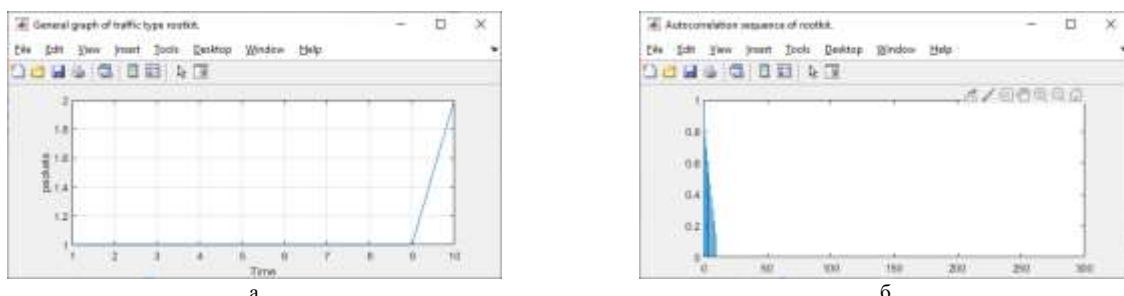 General graph of traffic type rootkit.
File Edit View Insert Tools Desktop Window Help
2
1.8
1.6
1.4
1.2
1
packets
1 2 3 4 5 6 7 8 9 10
Time
а
Autocorrelation sequence of rootkit.
File Edit View Insert Tools Desktop Window Help
1
0.8
0.6
0.4
0.2
0
0 50 100 150 200 250 300
б